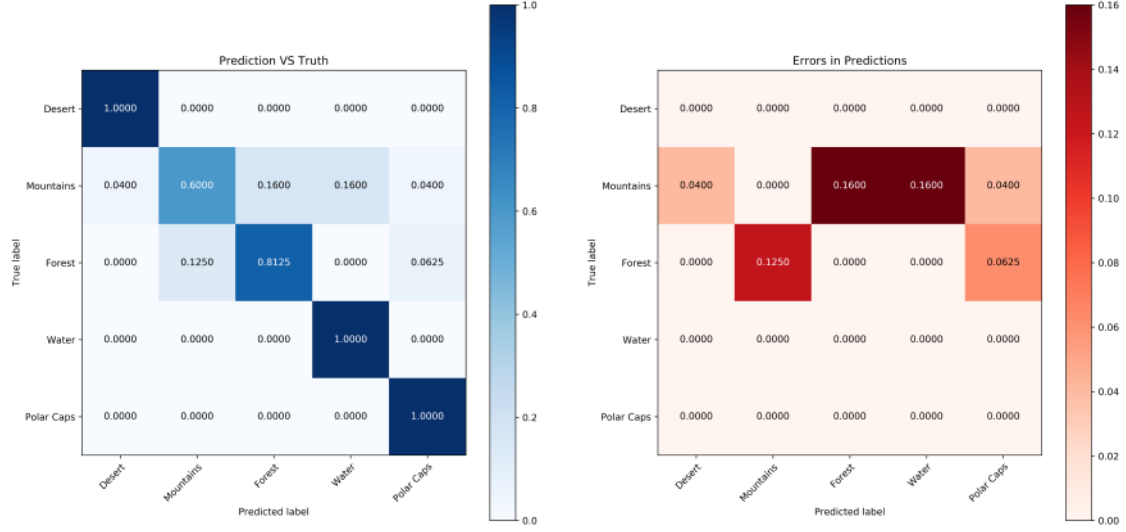 Prediction VS Truth
1.0
0.8
0.6
0.4
0.2
0.0
True label
Desert 1.0000 0.0000 0.0000 0.0000 0.0000
Mountains 0.0400 0.6000 0.1600 0.1600 0.0400
Forest 0.0000 0.1250 0.8125 0.0000 0.0625
Water 0.0000 0.0000 0.0000 1.0000 0.0000
Polar Caps 0.0000 0.0000 0.0000 0.0000 1.0000
Desert Mountains Forest Water Polar Caps
Predicted label
Errors in Predictions
0.16
0.14
0.12
0.10
0.08
0.06
0.04
0.02
0.00
True label
Desert 0.0000 0.0000 0.0000 0.0000 0.0000
Mountains 0.0400 0.0000 0.1600 0.1600 0.0400
Forest 0.0000 0.1250 0.0000 0.0000 0.0625
Water 0.0000 0.0000 0.0000 0.0000 0.0000
Polar Caps 0.0000 0.0000 0.0000 0.0000 0.0000
Desert Mountains Forest Water Polar Caps
Predicted label